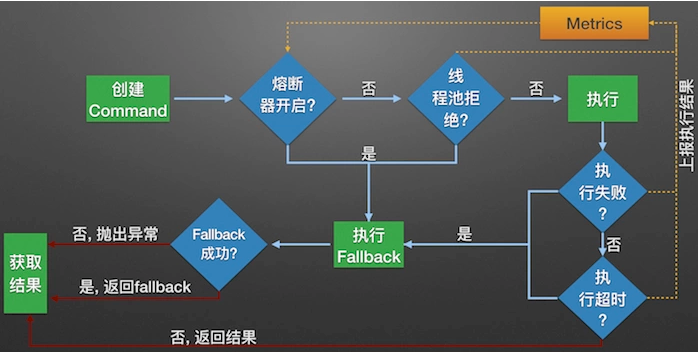 Metrics
创建
Command
熔断
器开启?
否
线
程池拒
绝?
否
执行
上报执行结果
是
执
行失败
?
Fallback
成功?
否, 抛出异常
执行
Fallback
是
否
获取
结果
是, 返回fallback
执
行超时
?
否, 返回结果